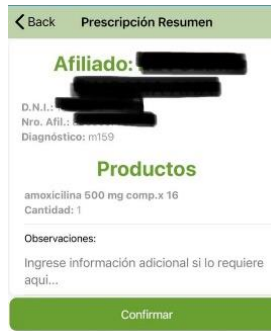 Back Prescripción Resumen
Afiliado:
D.N.I.:
Nro. Afil.:
Diagnóstico: m159
Productos
amoxicilina 500 mg comp.x 16
Cantidad: 1
Observaciones:
Ingrese información adicional si lo requiere
aqui...
Confirmar